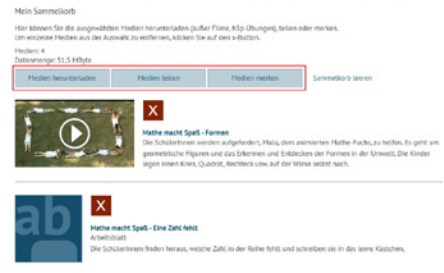 Mein Sammelkorb
Hier können Sie die ausgewählten Medien herunterladen (außer Filme, h5p-Übungen), teilen oder merken.
Um einzelne Medien aus der Auswahl zu entfernen, klicken Sie auf den x-Button.
Medien: 4
Datenmenge: 51,5 MByte
Medien herunterladen Medien teilen Medien merken Sammelkorb leeren
X
Mathe macht Spaß - Formen
Die SchülerInnen werden aufgefordert, Malu, dem animierten Mathe-Fuchs, zu helfen. Es geht um
geometrische Figuren und das Erkennen und Entdecken der Formen in der Umwelt. Die Kinder
legen einen Kreis, Quadrat, Rechteck usw. auf der Wiese selbst nach.
ab
X
Mathe macht Spaß - Eine Zahl fehlt
Arbeitsblatt
Die SchülerInnen finden heraus, welche Zahl in der Reihe fehlt und schreiben sie in das leere Kästchen.